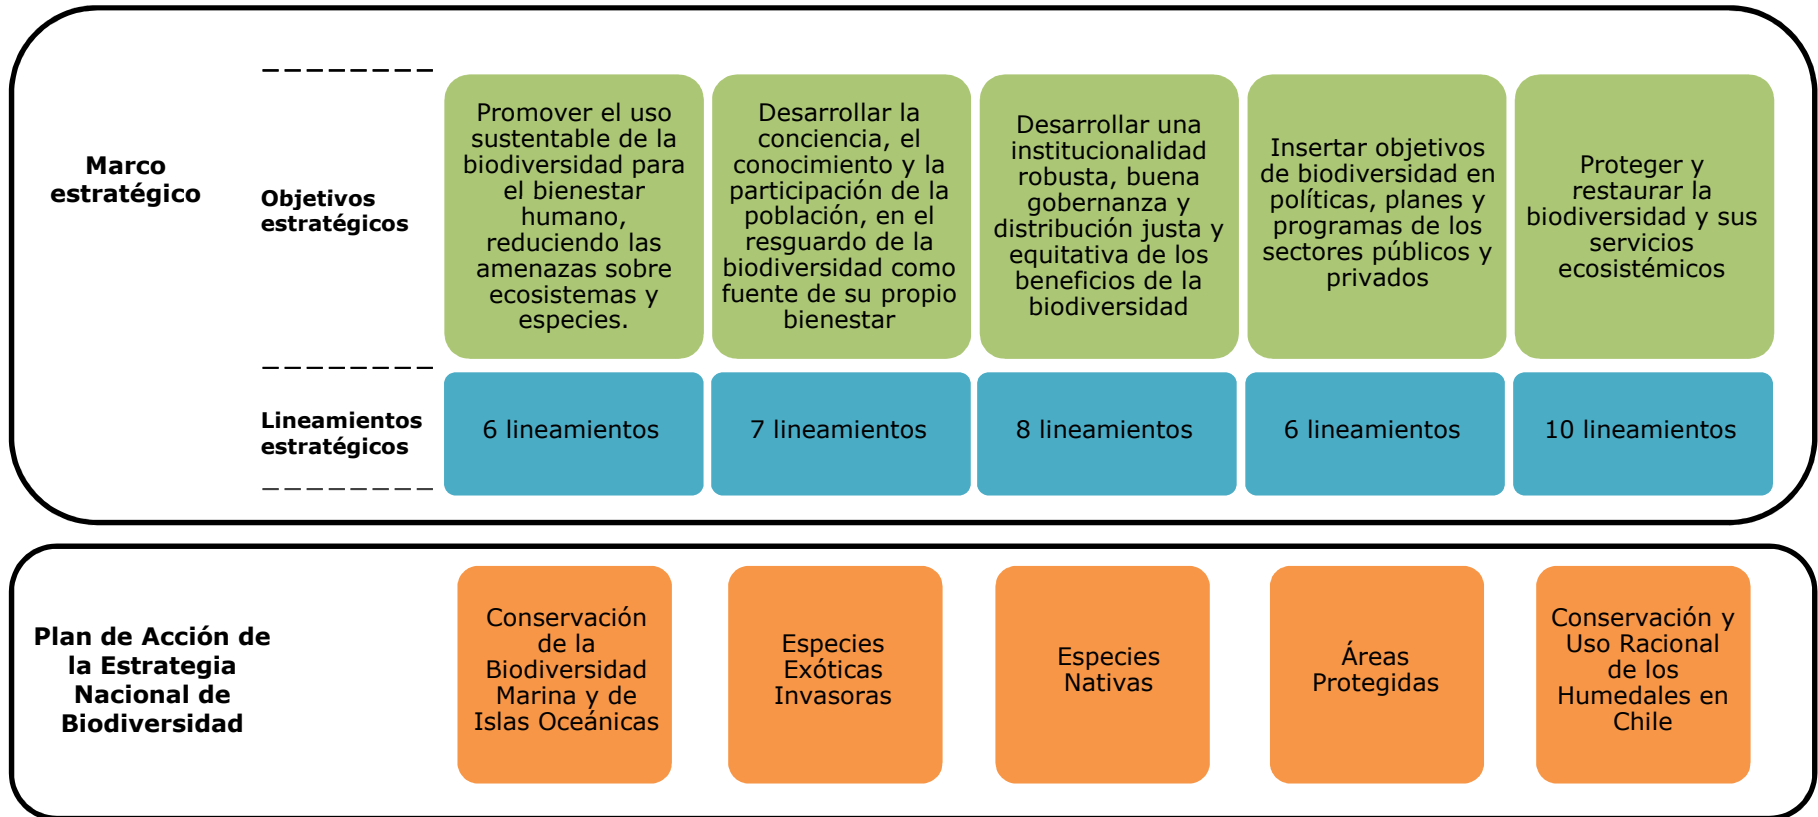 Marco
estratégico
Objetivos
estratégicos
Promover el uso
sustentable de la
biodiversidad para
el bienestar
humano,
reduciendo las
amenazas sobre
ecosistemas y
especies.
Desarrollar la
conciencia, el
conocimiento y la
participación de la
población, en el
resguardo de la
biodiversidad como
fuente de su propio
bienestar
Desarrollar una
institucionalidad
robusta, buena
gobernanza y
distribución justa y
equitativa de los
beneficios de la
biodiversidad
Insertar objetivos
de biodiversidad en
políticas, planes y
programas de los
sectores públicos y
privados
Proteger y
restaurar la
biodiversidad y sus
servicios
ecosistémicos
Lineamientos
estratégicos
6 lineamientos
7 lineamientos
8 lineamientos
6 lineamientos
10 lineamientos
Plan de Acción de
la Estrategia
Nacional de
Biodiversidad
Conservación
de la
Biodiversidad
Marina y de
Islas Oceánicas
Especies
Exóticas
Invasoras
Especies
Nativas
Áreas
Protegidas
Conservación y
Uso Racional
de los
Humedales en
Chile